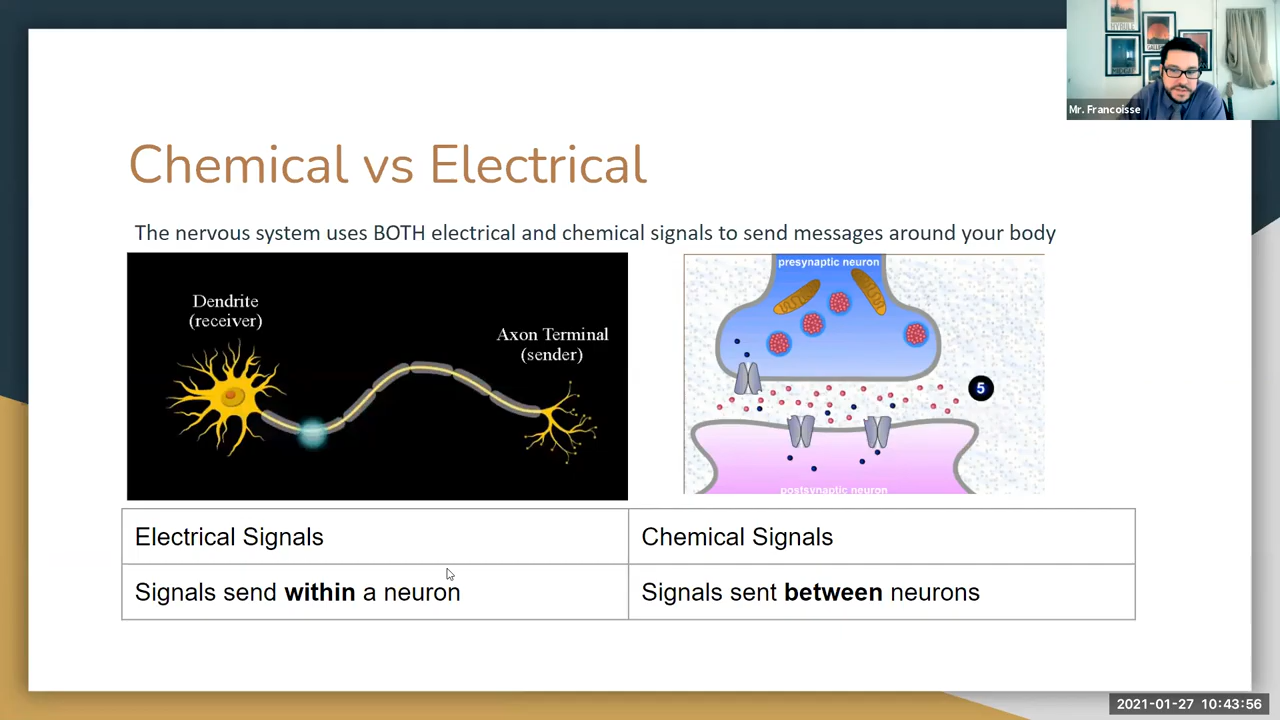 Mr. Francoisse
Chemical vs Electrical
The nervous system uses BOTH electrical and chemical signals to send messages around your body
Dendrite
(receiver)
Axon Terminal
(sender)
presynaptic neuron
5
postsynaptic neuron
Electrical Signals
Chemical Signals
Signals send within a neuron
Signals sent between neurons
2021-01-27 10:43:56